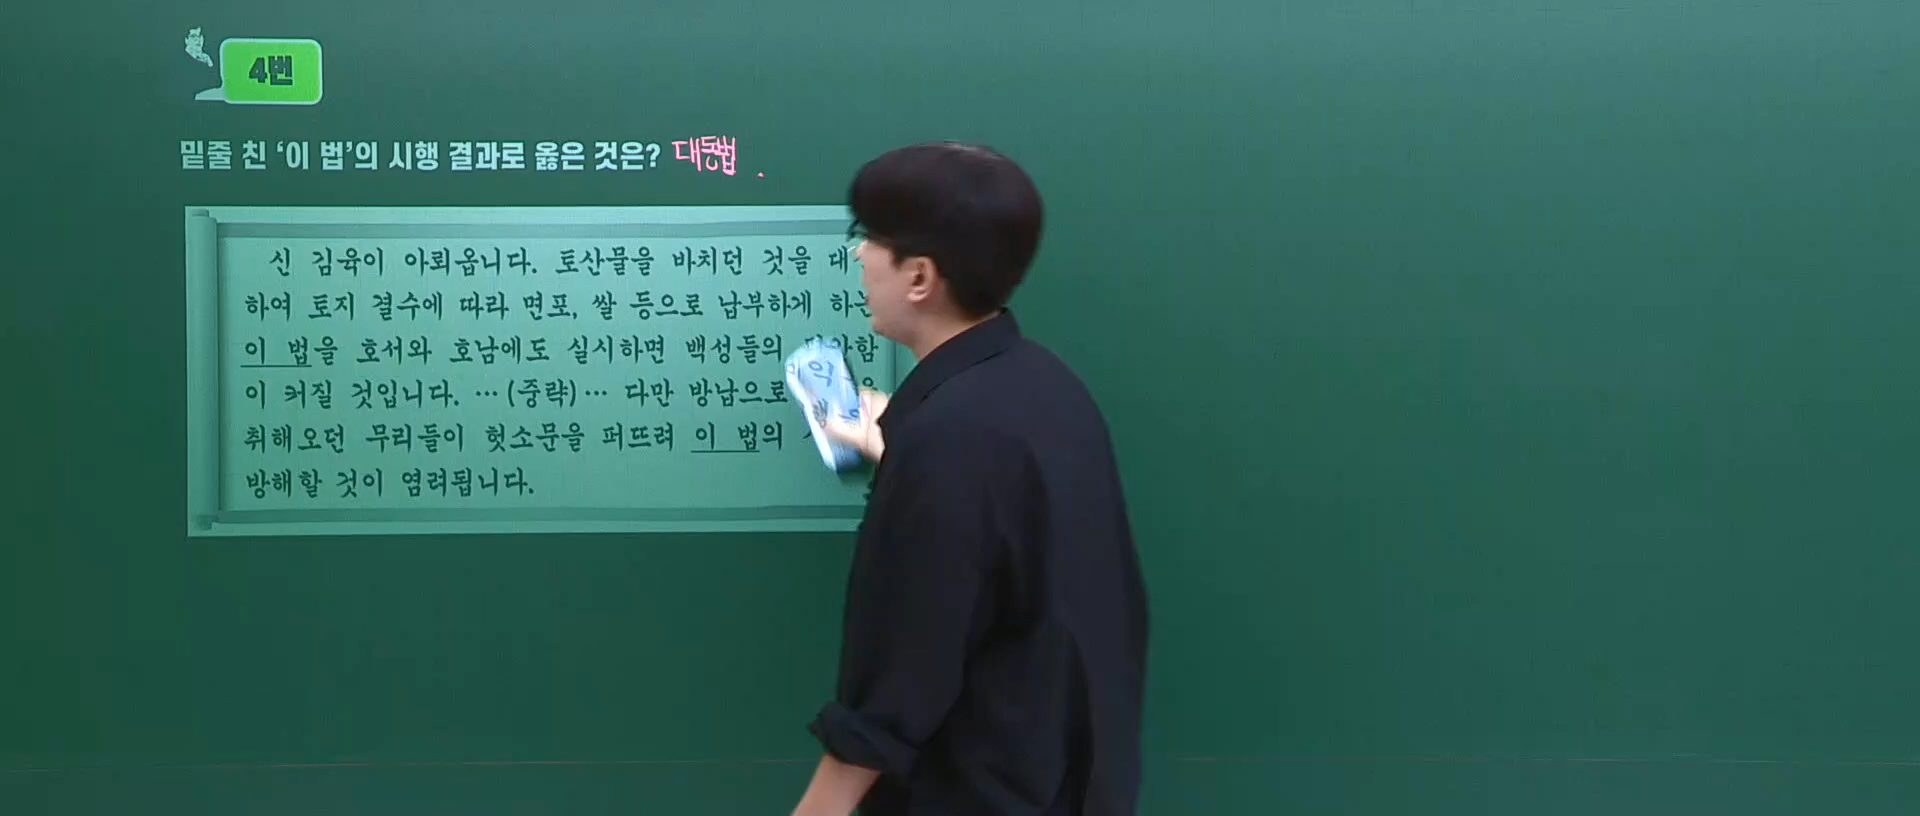 4번
밑줄 친 ‘이 법’의 시행 결과로 옳은 것은? 대동법
신 김육이 아뢰옵니다. 토산물을 바치던 것을
하여 토지 결수에 따라 면포, 쌀 등으로 납부하게 하는
이 법을 호서와 호남에도 실시하면 백성들의
이 커질 것입니다. …(중략)… 다만 방납으로
취해오던 무리들이 헛소문을 퍼뜨려 이 법의
방해할 것이 염려됩니다.